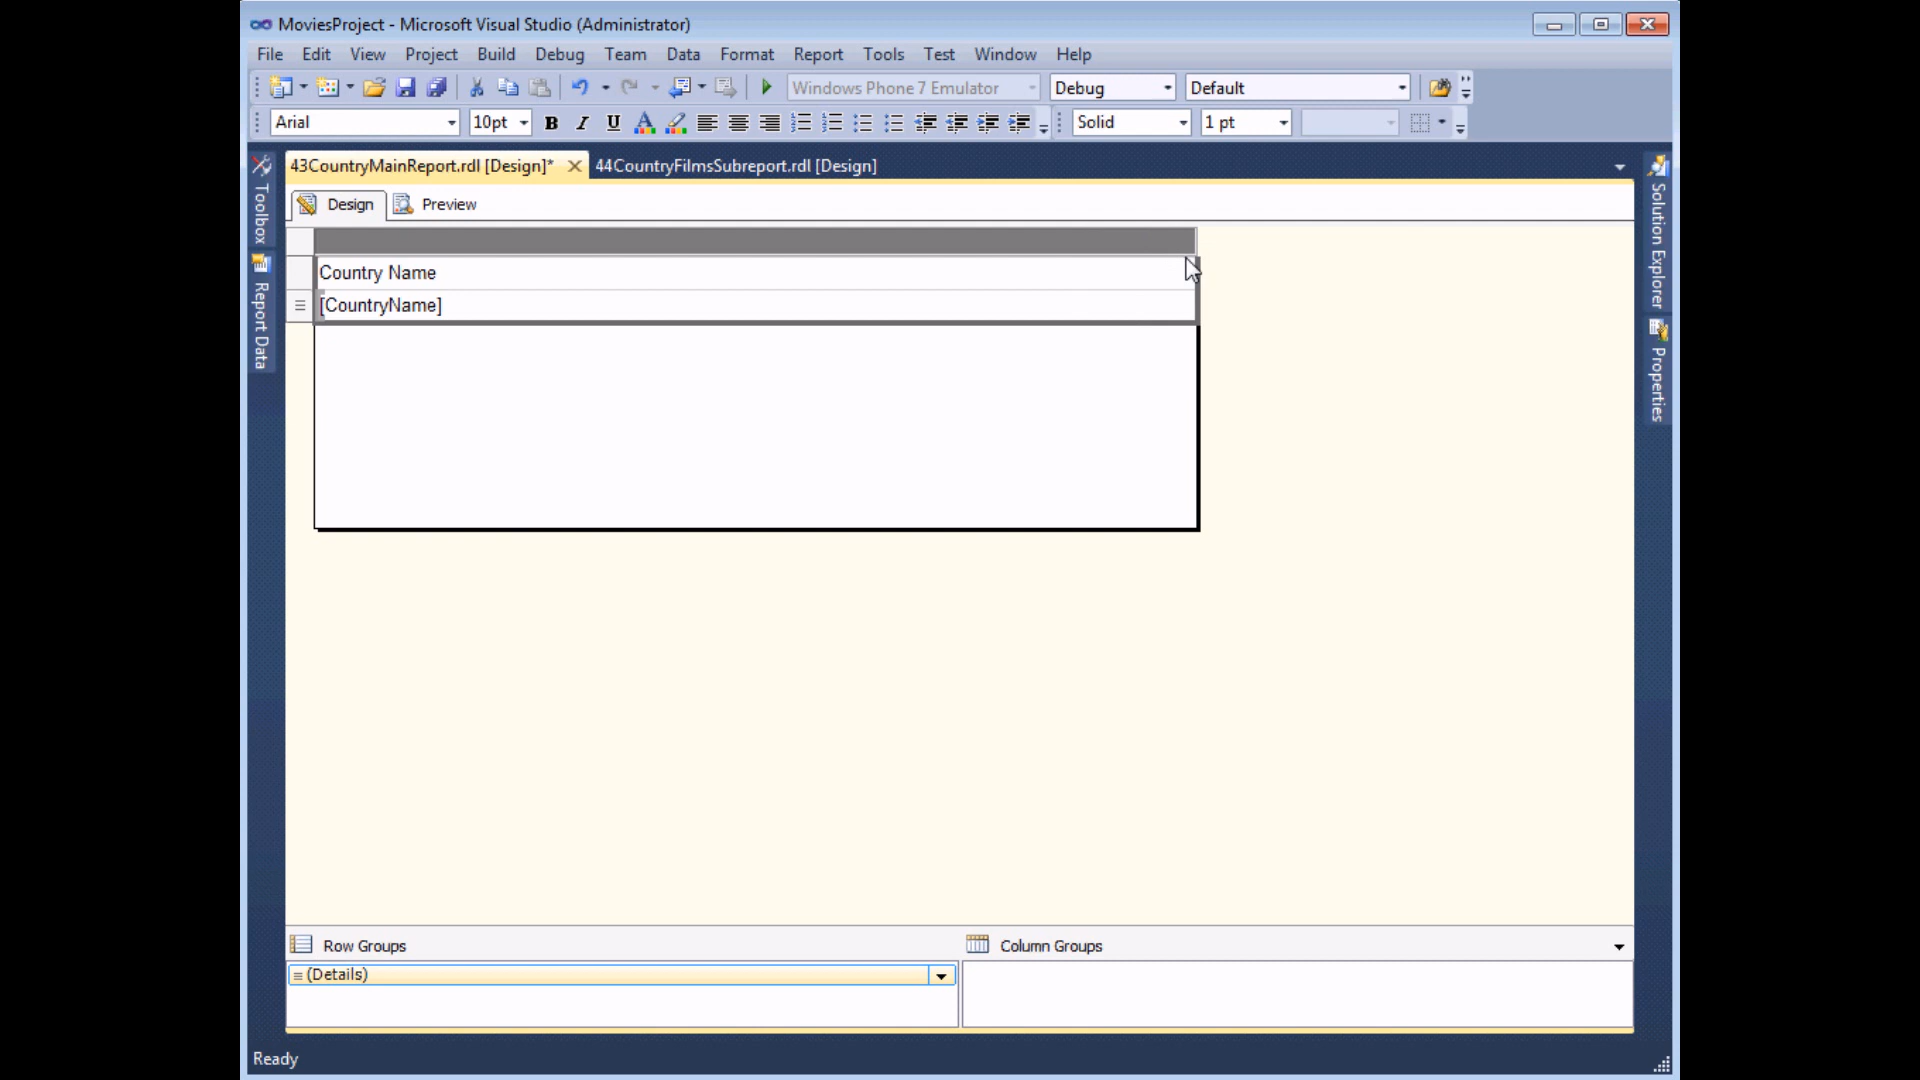 MoviesProject - Microsoft Visual Studio (Administrator)
File Edit View Project Build Debug Team Data Format Report Tools Test Window Help
Windows Phone 7 Emulator Debug Default
Arial 10pt B I U A Solid 1 pt
43CountryMainReport.rdl [Design]* 44CountryFilmsSubreport.rdl [Design]
Design Preview
Toolbox
Report Data
Solution Explorer
Properties
Country Name
[CountryName]
Row Groups Column Groups
(Details)
Ready